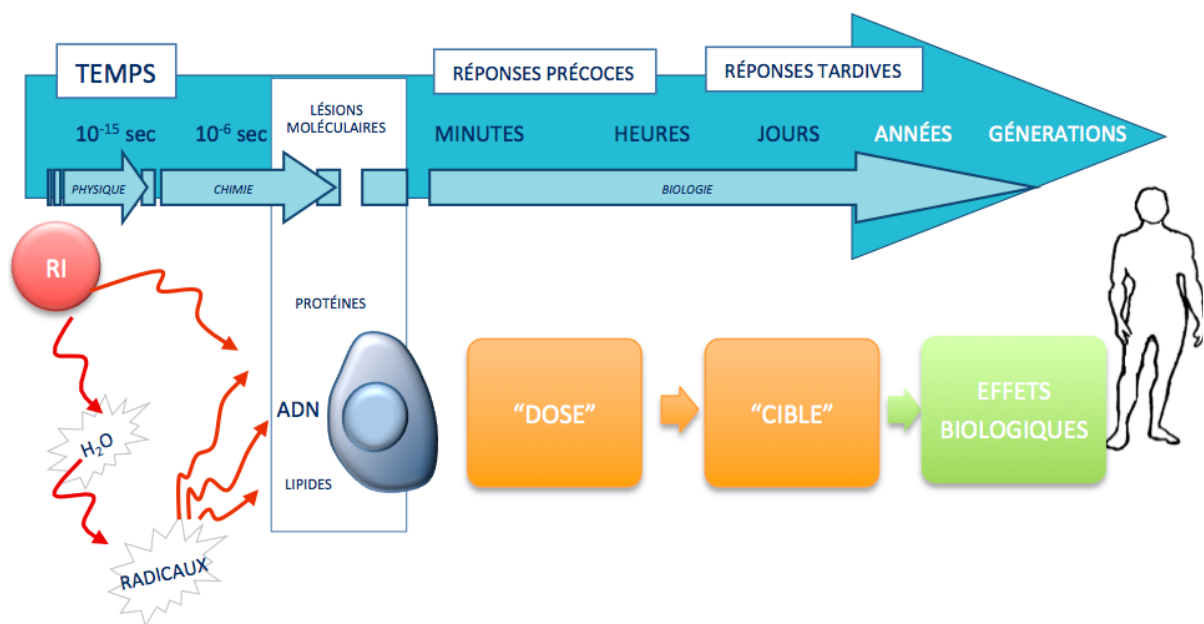 TEMPS
RÉPONSES PRÉCOCES
RÉPONSES TARDIVES
10⁻¹⁵ sec
10⁻⁶ sec
LÉSIONS
MOLÉCULAIRES
MINUTES
HEURES
JOURS
ANNÉES
GÉNERATIONS
PHYSIQUE
CHIMIE
BIOLOGIE
RI
PROTÉINES
ADN
LIPIDES
H₂O
RADICAUX
“DOSE”
“CIBLE”
EFFETS
BIOLOGIQUES